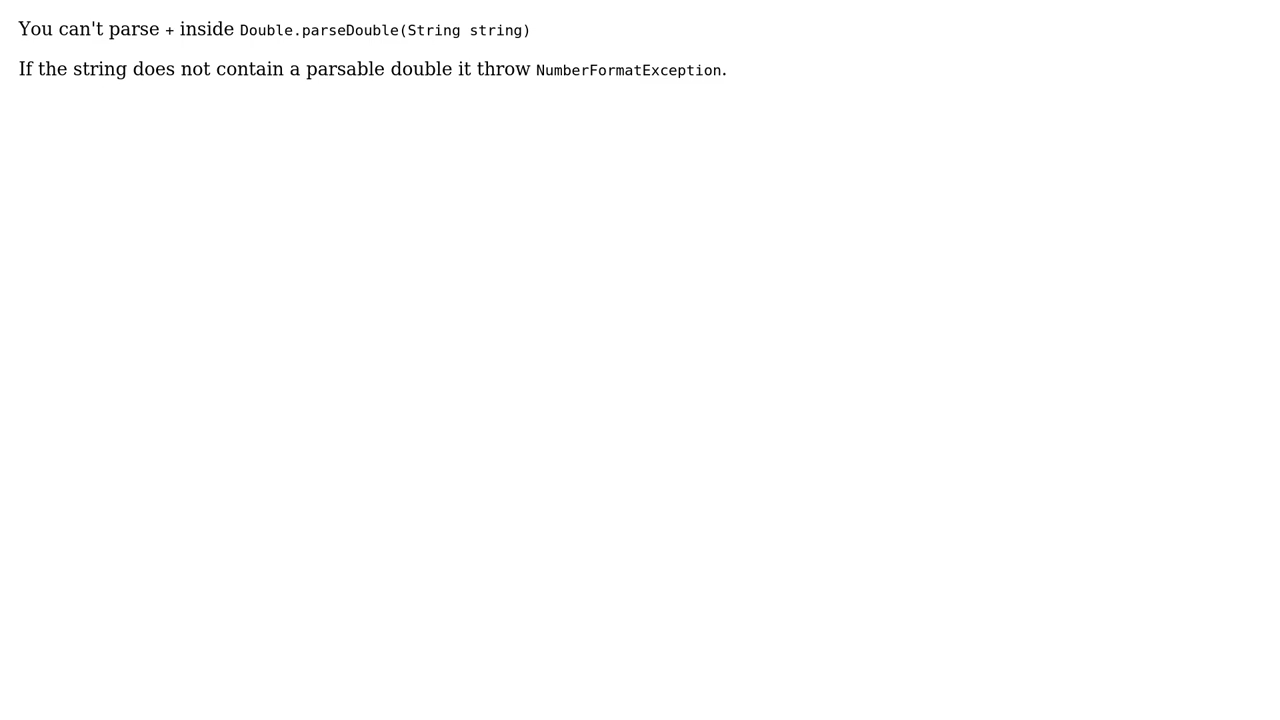 You can't parse + inside Double.parseDouble(String string)
If the string does not contain a parsable double it throw NumberFormatException.